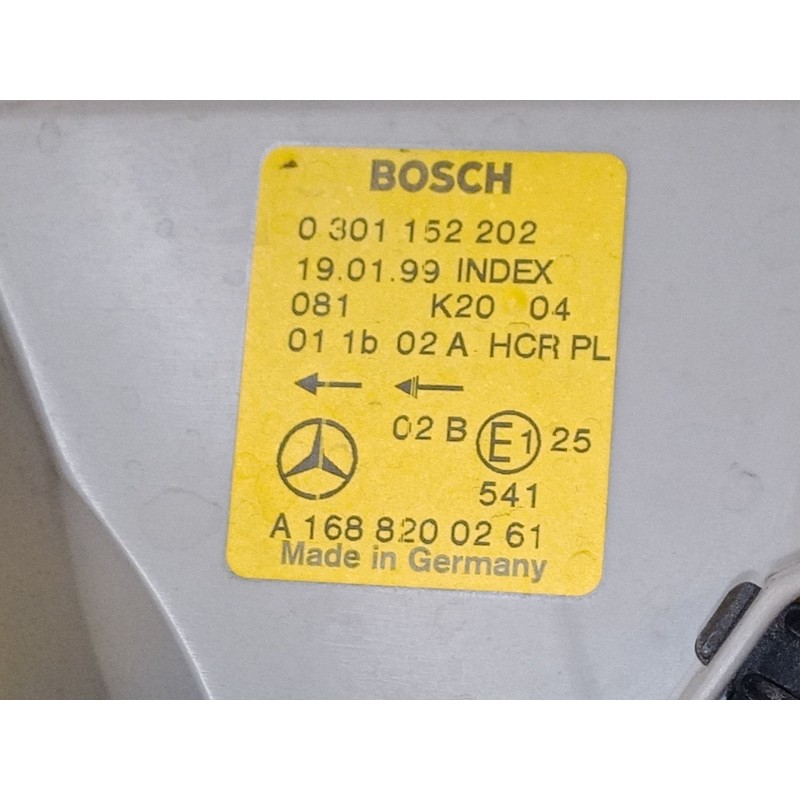 BOSCH
0 301 152 202
19.01.99 INDEX
081 K20 04
01 1b 02 A HCR PL
02 B E1 25
541
A 168 820 02 61
Made in Germany